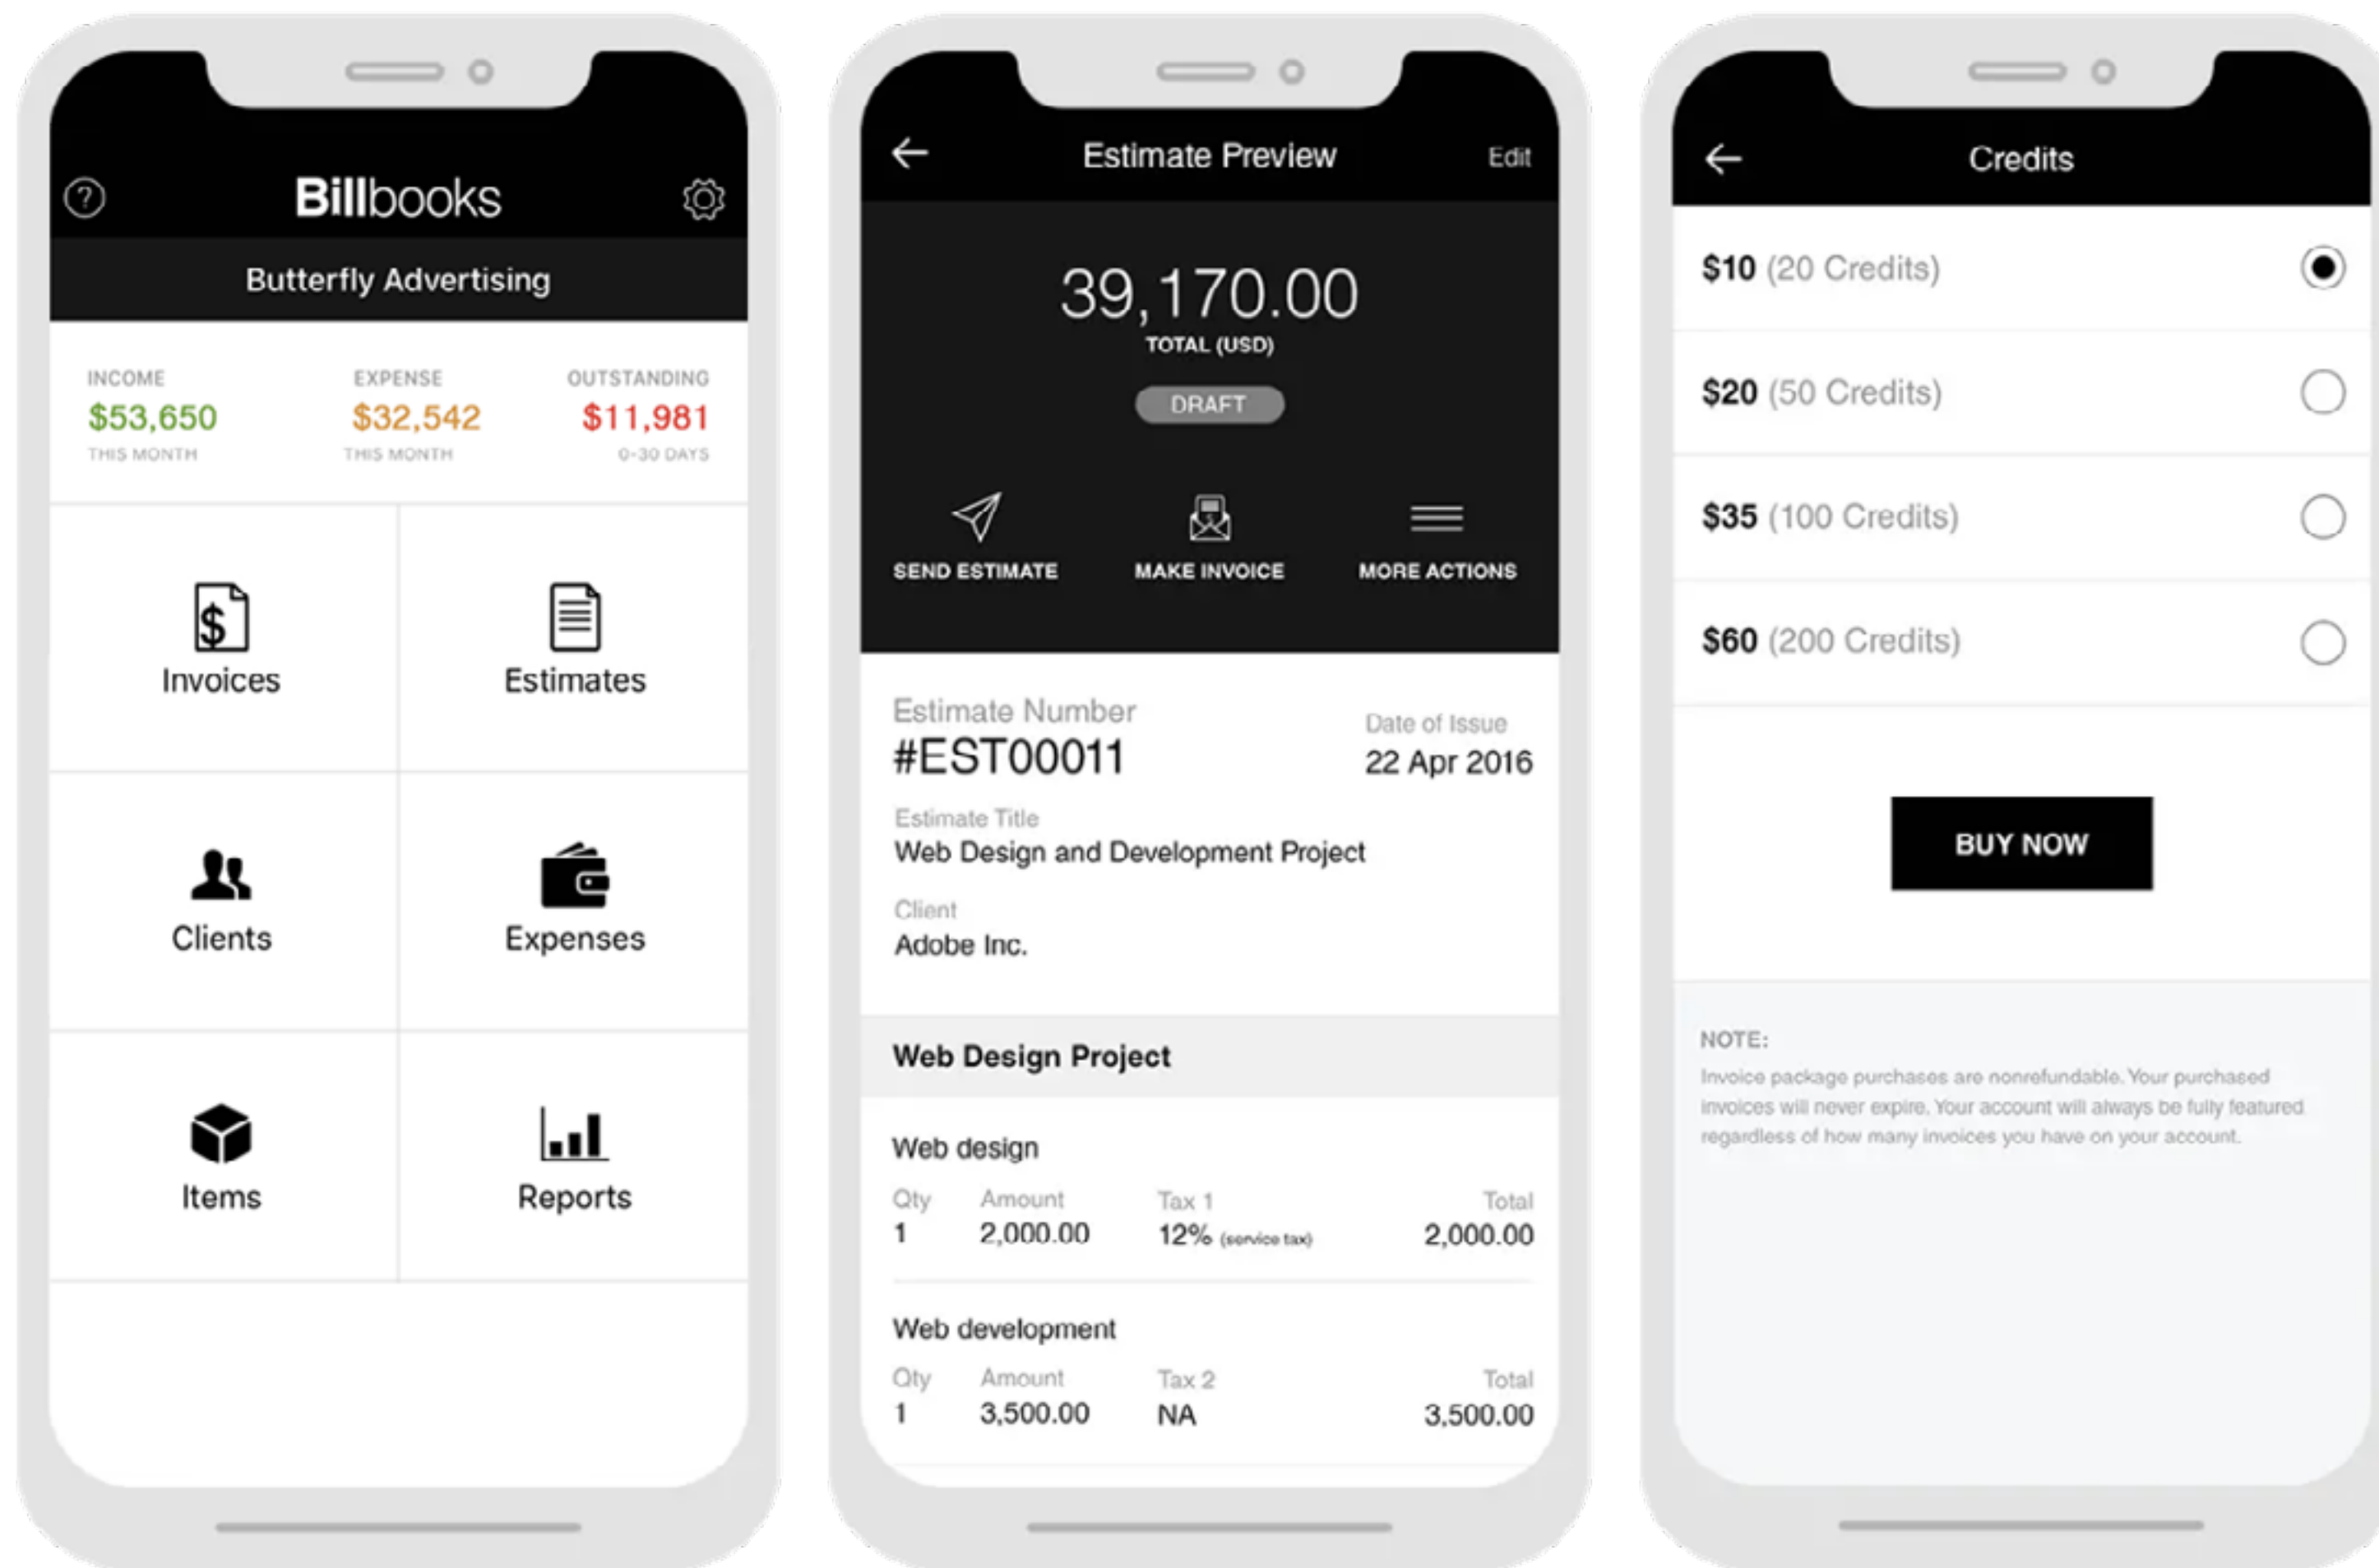 ?
Billbooks
Butterfly Advertising
INCOME EXPENSE OUTSTANDING
$53,650 $32,542 $11,981
THIS MONTH THIS MONTH 0-30 DAYS
$
Invoices Estimates
Clients Expenses
Items Reports
Estimate Preview Edit
39,170.00
TOTAL (USD)
DRAFT
SEND ESTIMATE MAKE INVOICE MORE ACTIONS
Estimate Number Date of Issue
#EST00011 22 Apr 2016
Estimate Title
Web Design and Development Project
Client
Adobe Inc.
Web Design Project
Web design
Qty Amount Tax 1 Total
1 2,000.00 12% (service tax) 2,000.00
Web development
Qty Amount Tax 2 Total
1 3,500.00 NA 3,500.00
Credits
$10 (20 Credits)
$20 (50 Credits)
$35 (100 Credits)
$60 (200 Credits)
BUY NOW
NOTE:
Invoice package purchases are nonrefundable. Your purchased
invoices will never expire. Your account will always be fully featured
regardless of how many invoices you have on your account.